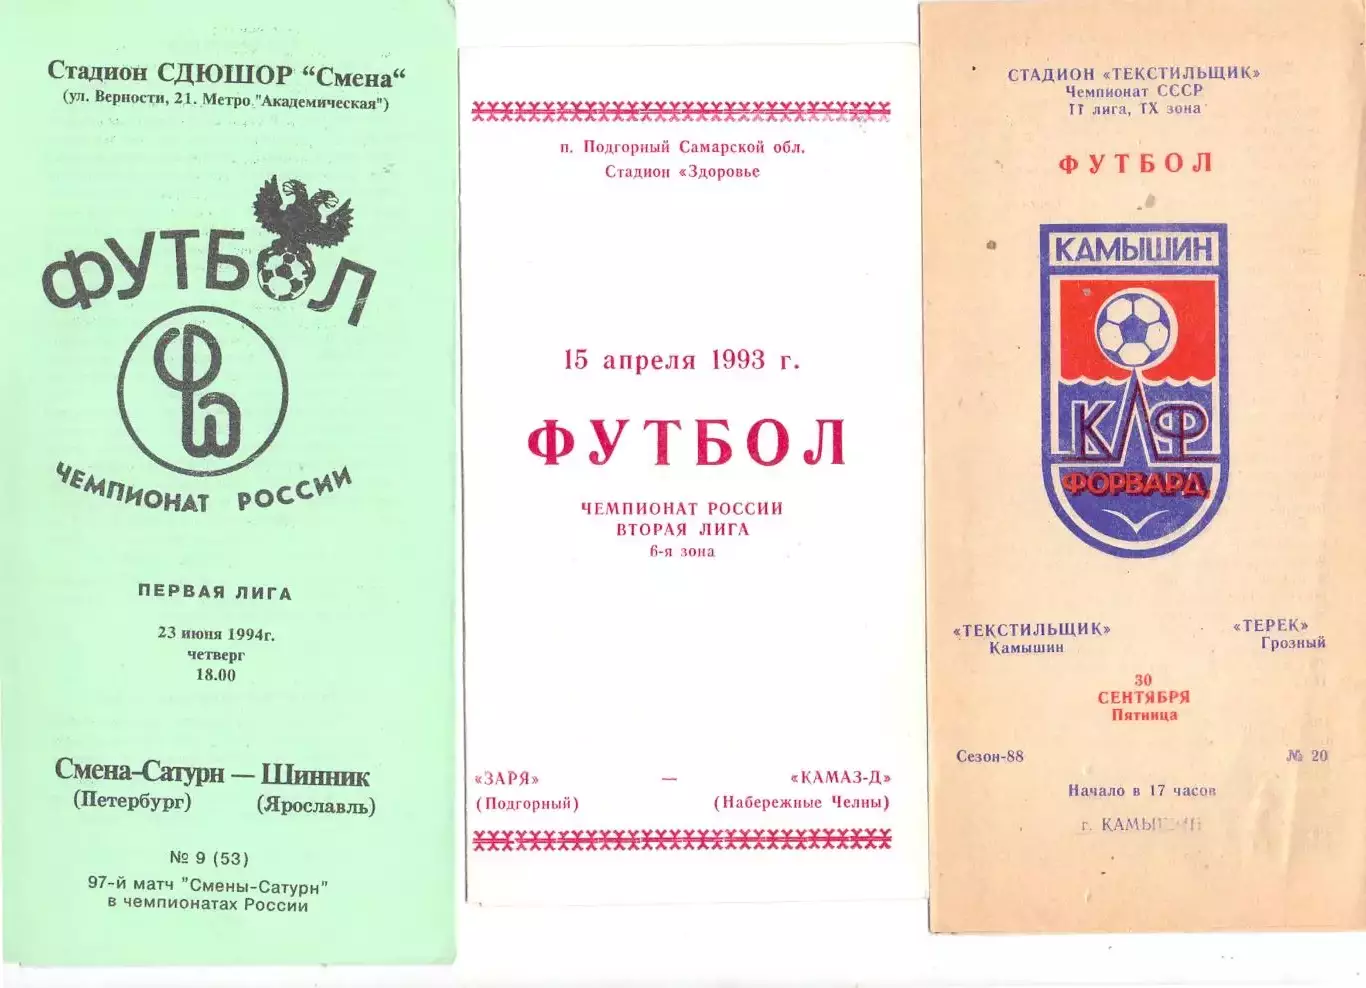 Стадион СДЮШОР "Смена"
(ул. Верности, 21. Метро "Академическая")
ФУТБОЛ
ЧЕМПИОНАТ РОССИИ
ПЕРВАЯ ЛИГА
23 июня 1994г.
четверг
18.00
Смена-Сатурн — Шинник
(Петербург) (Ярославль)
№ 9 (53)
97-й матч "Смены-Сатурн"
в чемпионатах России
п. Подгорный Самарской обл.
Стадион «Здоровье
15 апреля 1993 г.
ФУТБОЛ
ЧЕМПИОНАТ РОССИИ
ВТОРАЯ ЛИГА
6-я зона
«ЗАРЯ» — «КАМАЗ-Д»
(Подгорный) (Набережные Челны)
СТАДИОН «ТЕКСТИЛЬЩИК»
Чемпионат СССР
II лига, IX зона
ФУТБОЛ
КАМЫШИН
КЛФ
ФОРВАРД
«ТЕКСТИЛЬЩИК» «ТЕРЕК»
Камышин Грозный
30
СЕНТЯБРЯ
Пятница
Сезон-88 № 20
Начало в 17 часов
г. КАМЫШИН